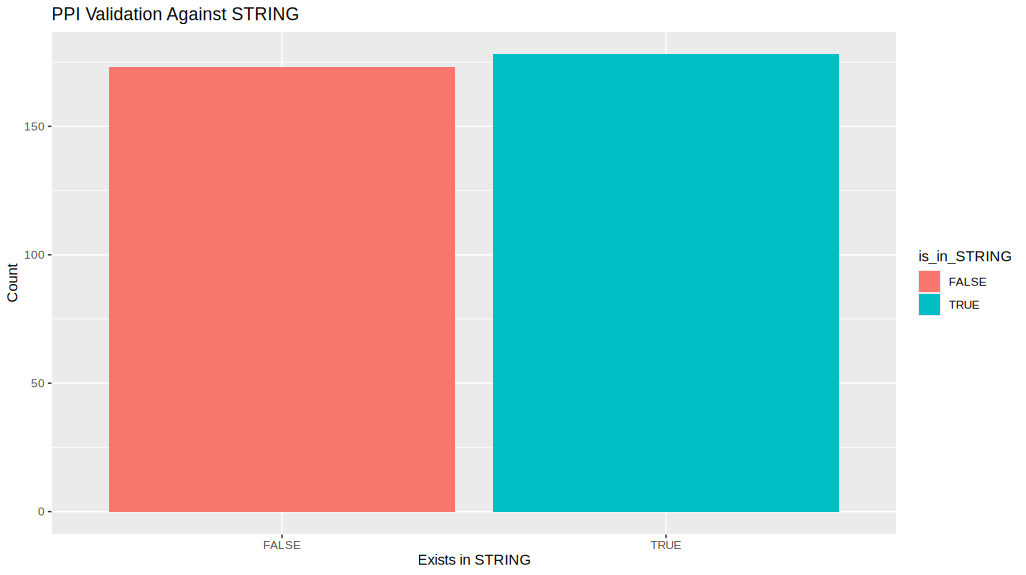 PPI Validation Against STRING
Count
150
100
50
0
FALSE
TRUE
Exists in STRING
is_in_STRING
FALSE
TRUE